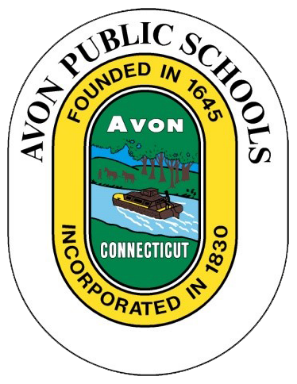 AVON PUBLIC SCHOOLS
FOUNDED IN 1645
AVON
CONNECTICUT
INCORPORATED IN 1830